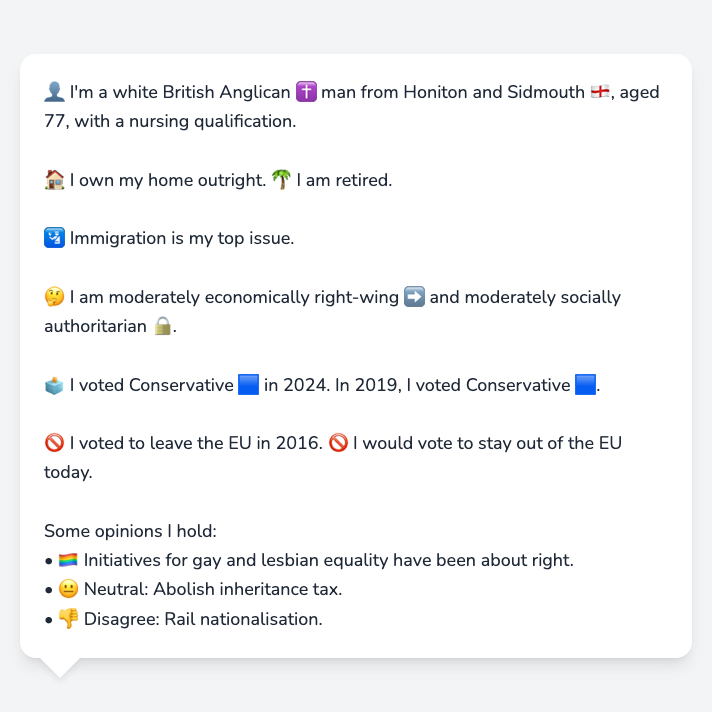 👤 I'm a white British Anglican ✝️ man from Honiton and Sidmouth 🏴󠁧󠁢󠁥󠁮󠁧󠁿, aged
77, with a nursing qualification.
🏠 I own my home outright. 🌴 I am retired.
🛂 Immigration is my top issue.
🤔 I am moderately economically right-wing ➡️ and moderately socially
authoritarian 🔒.
🗳️ I voted Conservative 🟦 in 2024. In 2019, I voted Conservative 🟦.
🚫 I voted to leave the EU in 2016. 🚫 I would vote to stay out of the EU
today.
Some opinions I hold:
• 🏳️‍🌈 Initiatives for gay and lesbian equality have been about right.
• 😐 Neutral: Abolish inheritance tax.
• 👎 Disagree: Rail nationalisation.